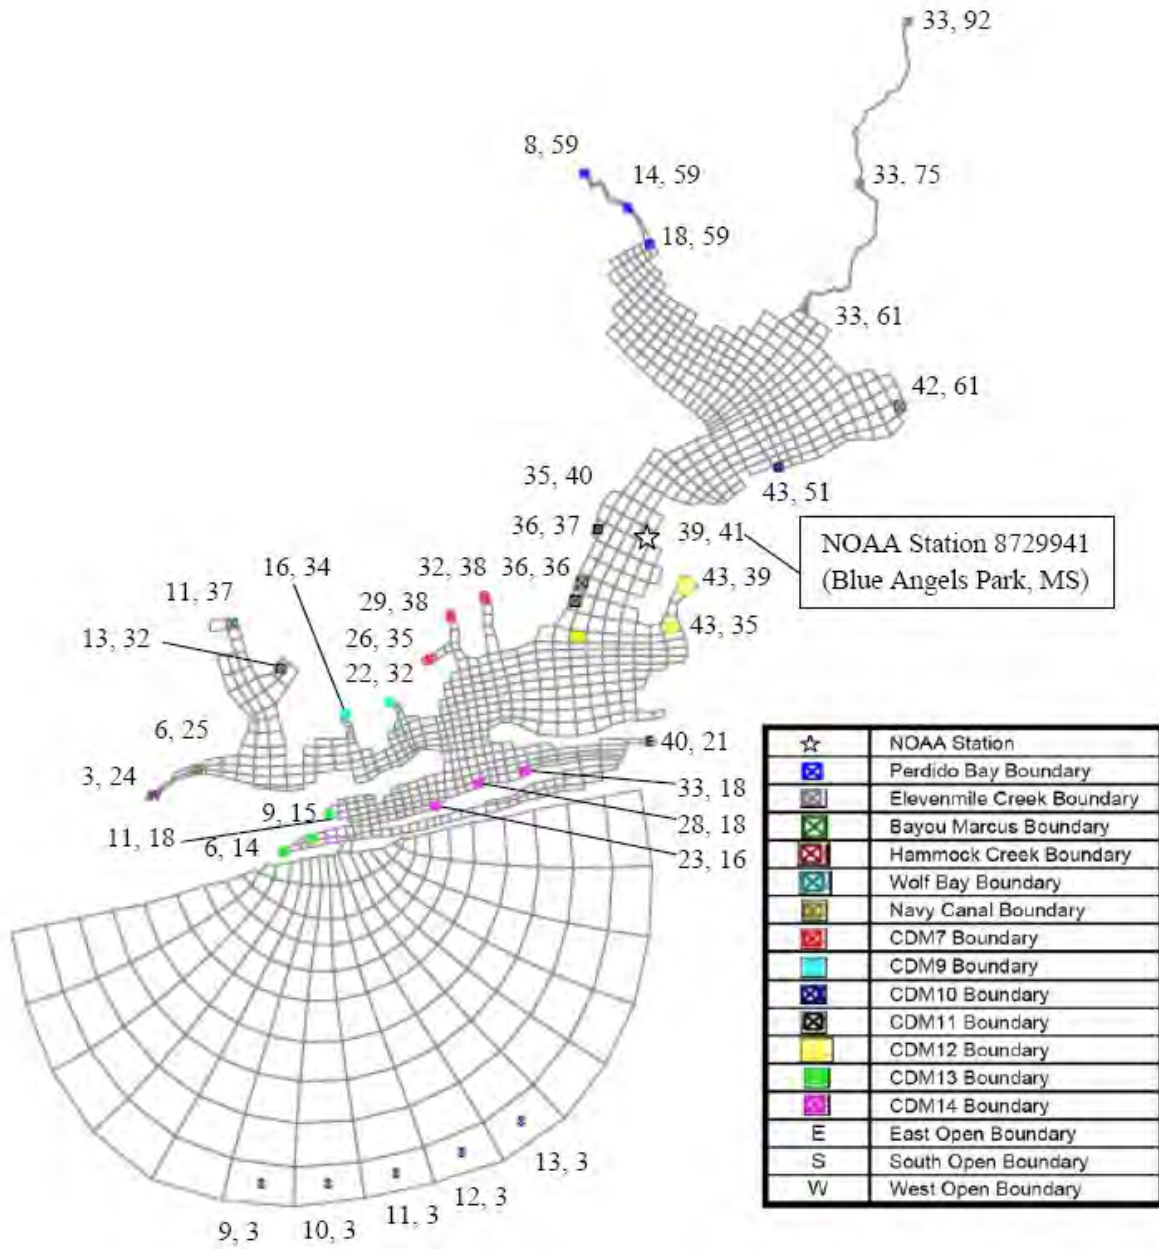 33, 92
8, 59
14, 59
33, 75
18, 59
33, 61
42, 61
35, 40
43, 51
36, 37
39, 41
NOAA Station 8729941
(Blue Angels Park, MS)
16, 34
32, 38
36, 36
11, 37
29, 38
43, 39
13, 32
26, 35
43, 35
22, 32
6, 25
40, 21
3, 24
33, 18
9, 15
28, 18
11, 18
6, 14
23, 16
W
E
S
S
S
S
S
13, 3
12, 3
11, 3
10, 3
9, 3
NOAA Station
Perdido Bay Boundary
Elevenmile Creek Boundary
Bayou Marcus Boundary
Hammock Creek Boundary
Wolf Bay Boundary
Navy Canal Boundary
CDM7 Boundary
CDM9 Boundary
CDM10 Boundary
CDM11 Boundary
CDM12 Boundary
CDM13 Boundary
CDM14 Boundary
E East Open Boundary
S South Open Boundary
W West Open Boundary